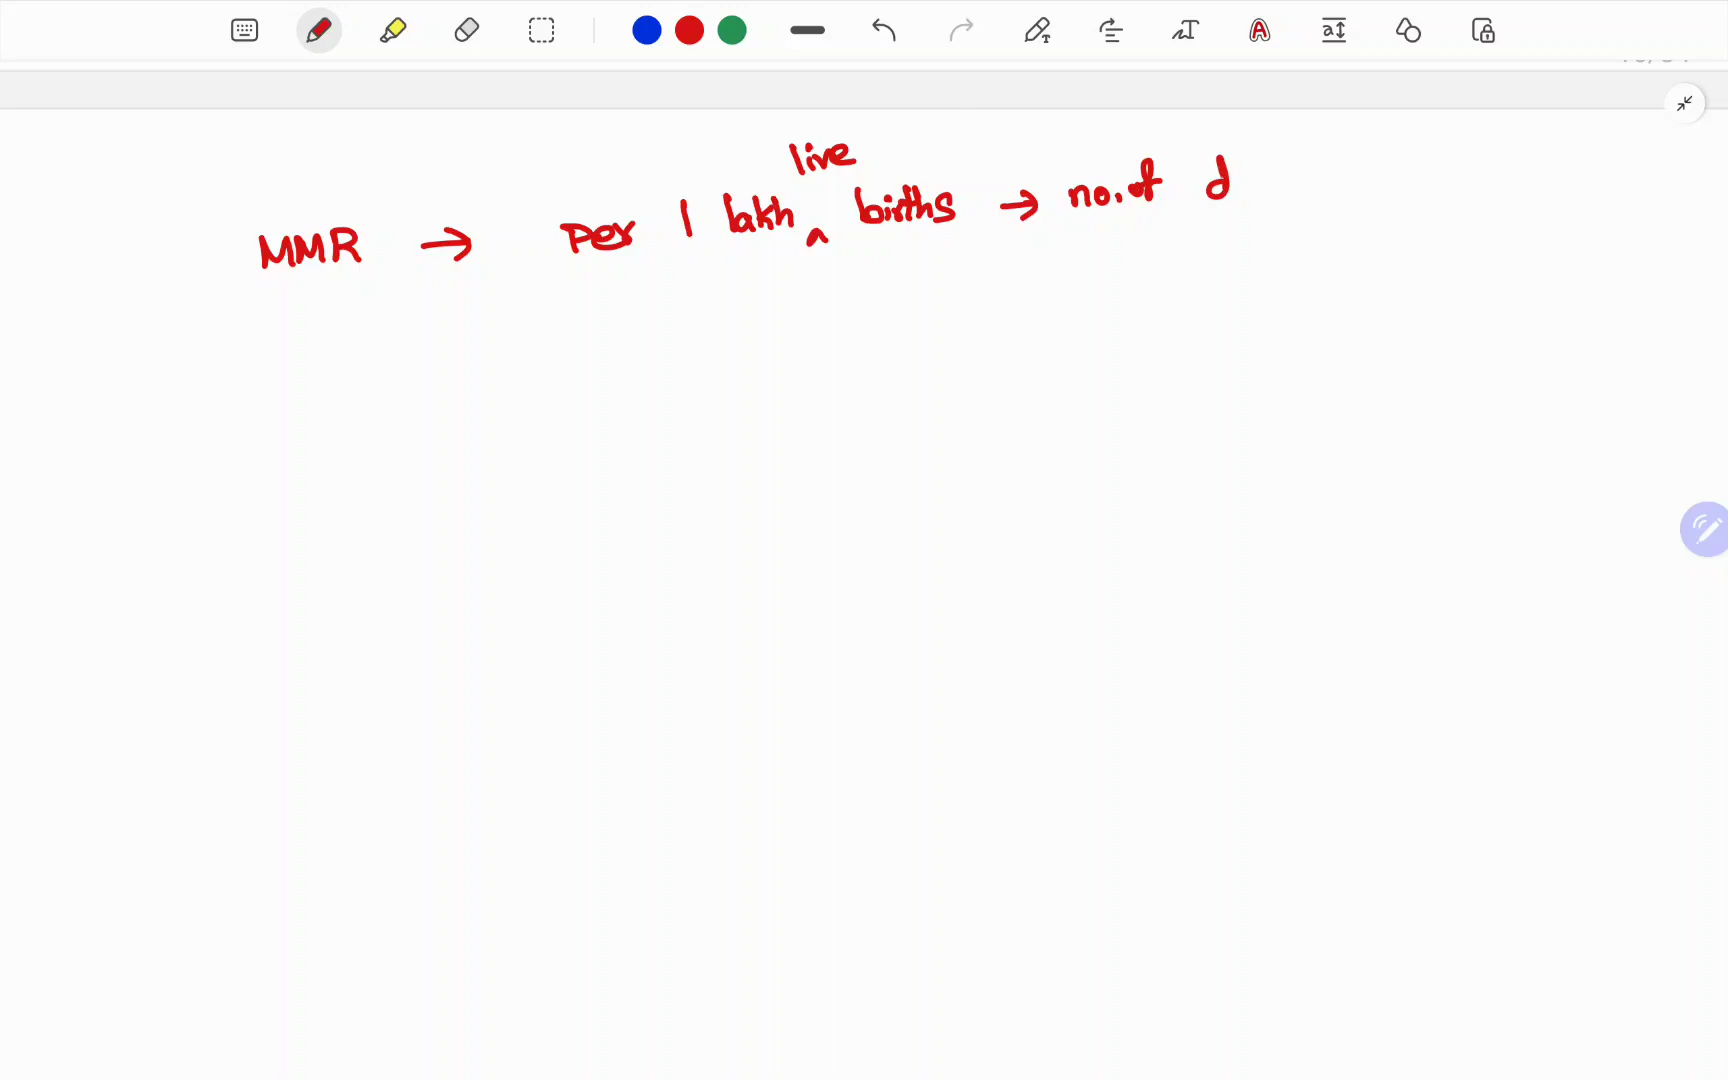 MMR → Per 1 lakh ^ live births → no. of d